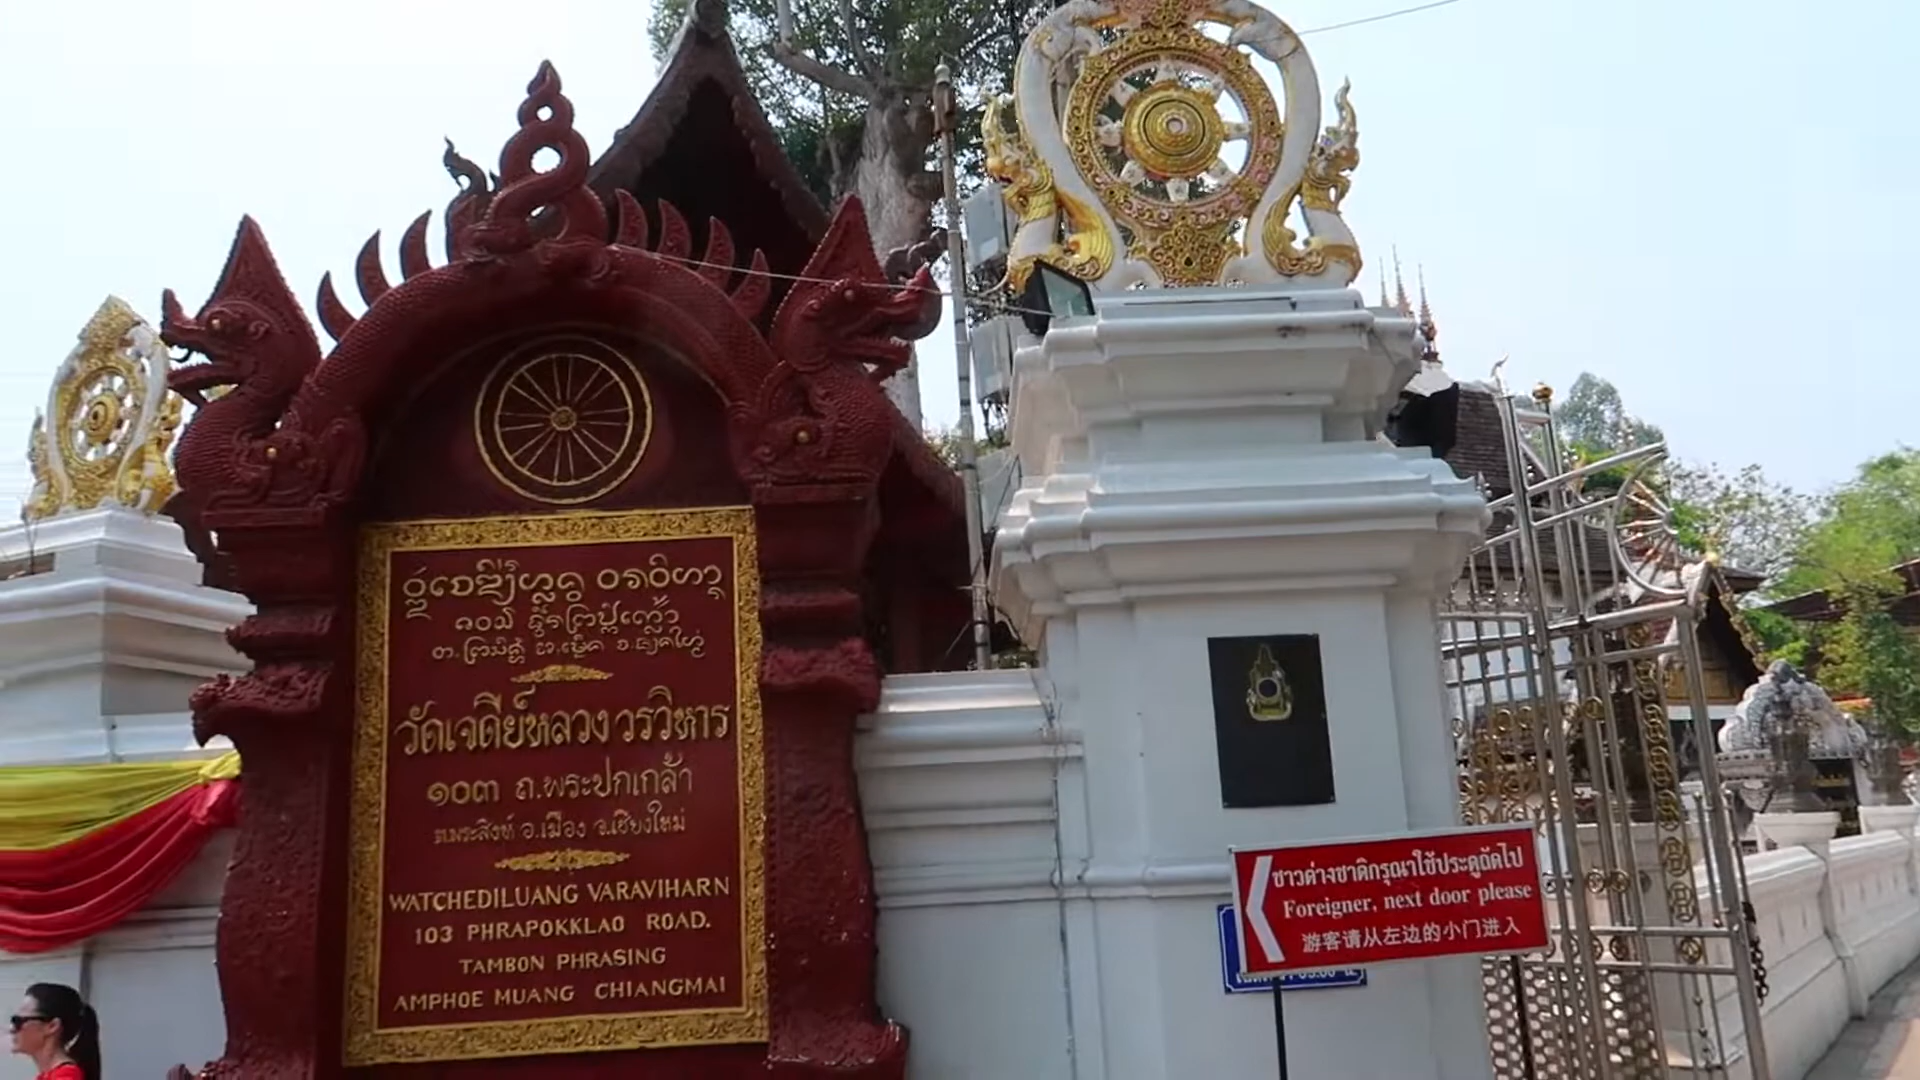 วัดเจดีย์หลวง วรวิหาร
๑๐๓ ถ.พระปกเกล้า
ต.พระสิงห์ อ.เมือง จ.เชียงใหม่
WATCHEDILUANG VARAVIHARN
103 PHRAPOKKLAO ROAD.
TAMBON PHRASING
AMPHOE MUANG CHIANGMAI
ชาวต่างชาติกรุณาใช้ประตูถัดไป
Foreigner, next door please
游客请从左边的小门进入